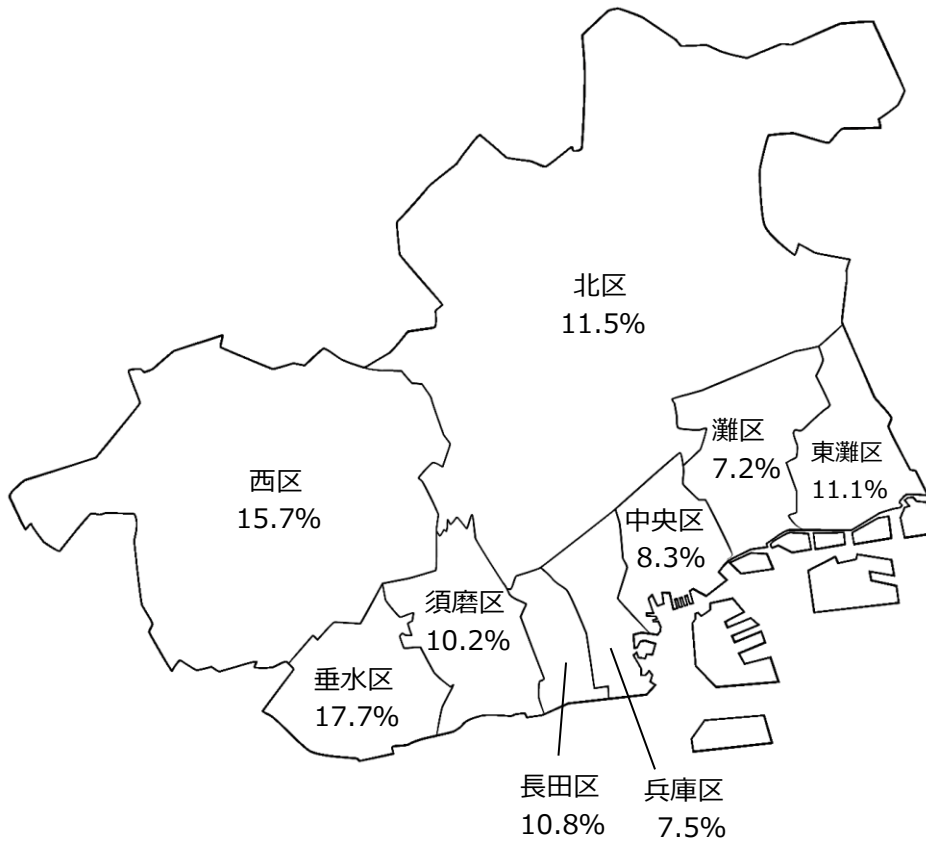 北区
11.5%
灘区
7.2%
東灘区
11.1%
西区
15.7%
中央区
8.3%
須磨区
10.2%
垂水区
17.7%
長田区
10.8%
兵庫区
7.5%